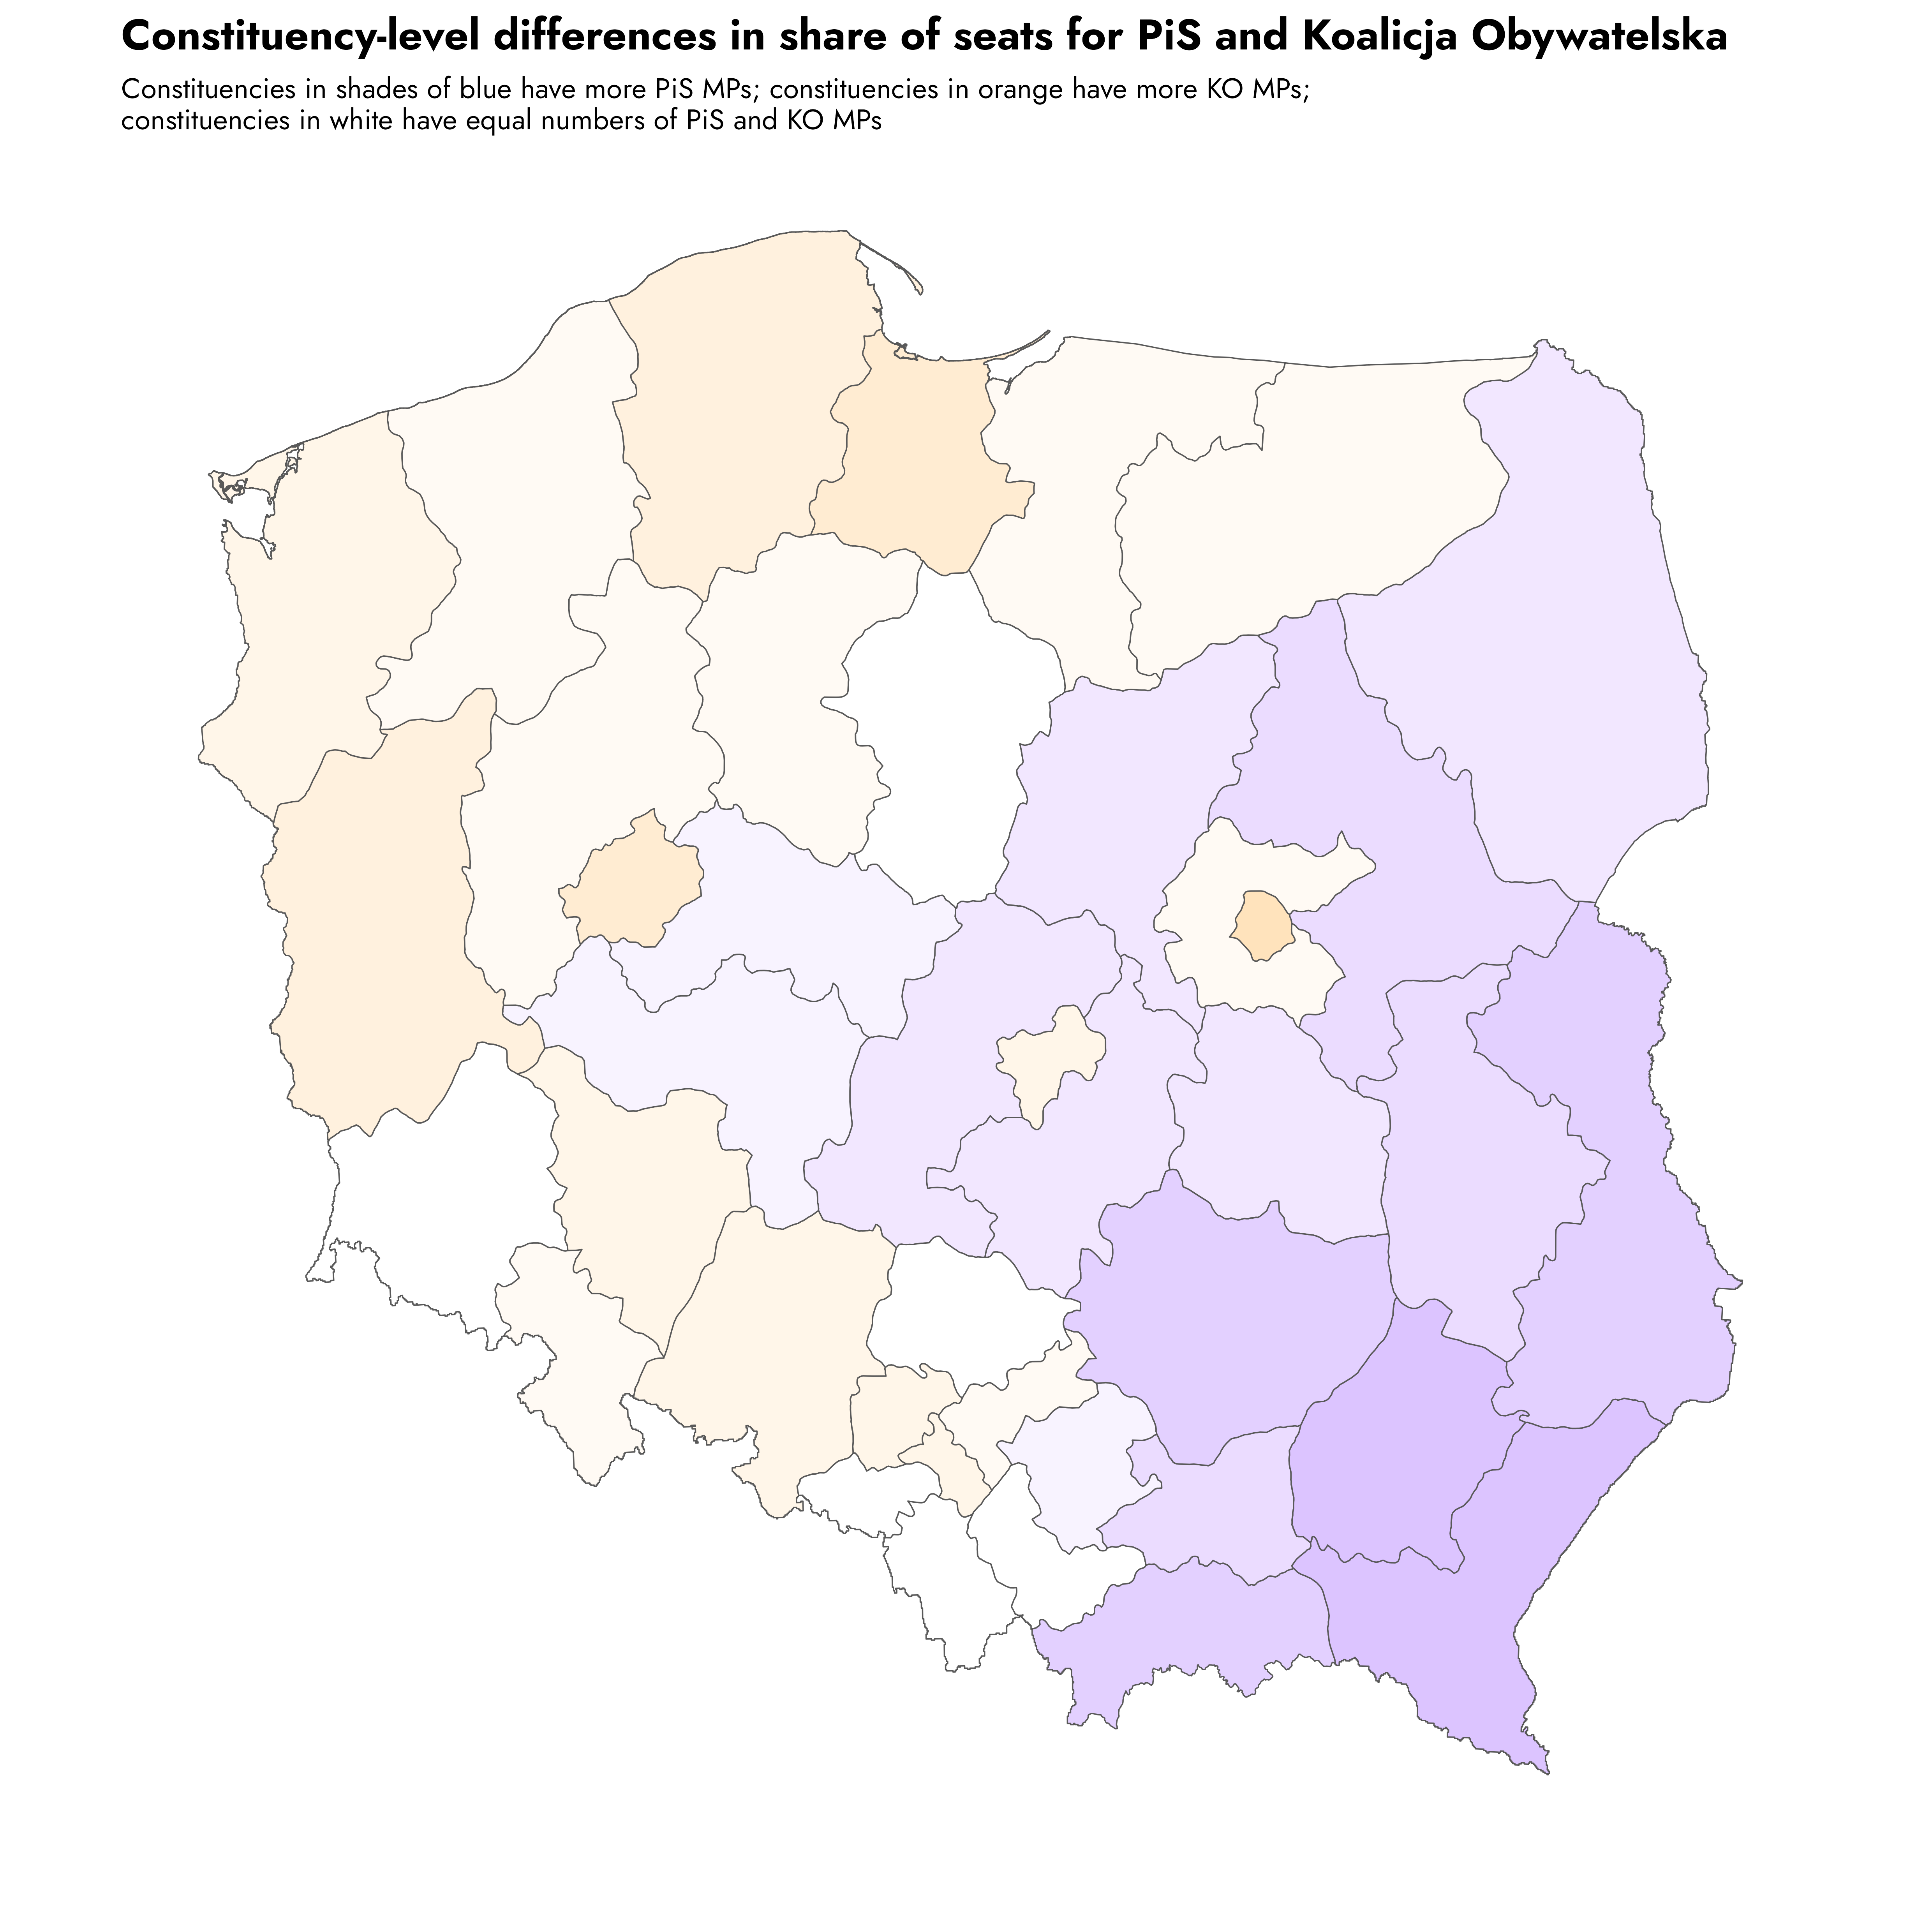 Constituency-level differences in share of seats for PiS and Koalicja Obywatelska
Constituencies in shades of blue have more PiS MPs; constituencies in orange have more KO MPs;
constituencies in white have equal numbers of PiS and KO MPs